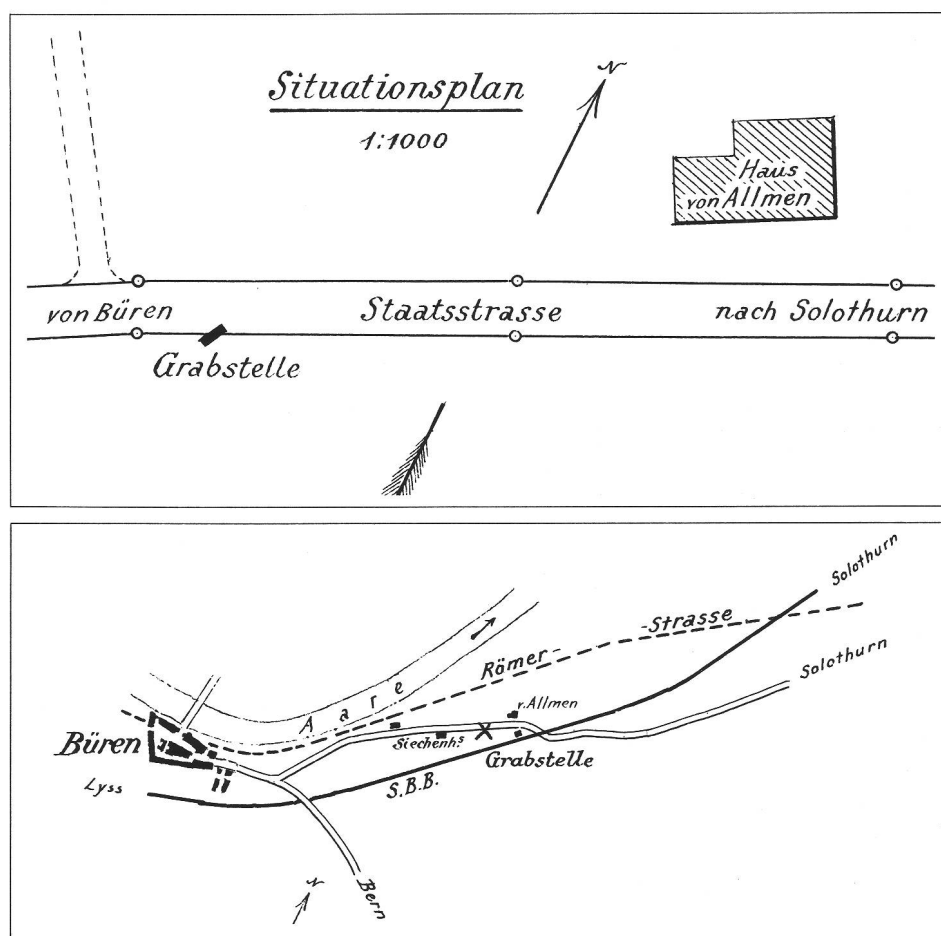 Situationsplan
1:1000
N
Haus
von Allmen
von Büren
Staatsstrasse
nach Solothurn
Grabstelle
Solothurn
Römer-
-Strasse
Solothurn
Aare
v. Allmen
Büren
Siechenhs.
Grabstelle
S.B.B.
Lyss
Bern
N